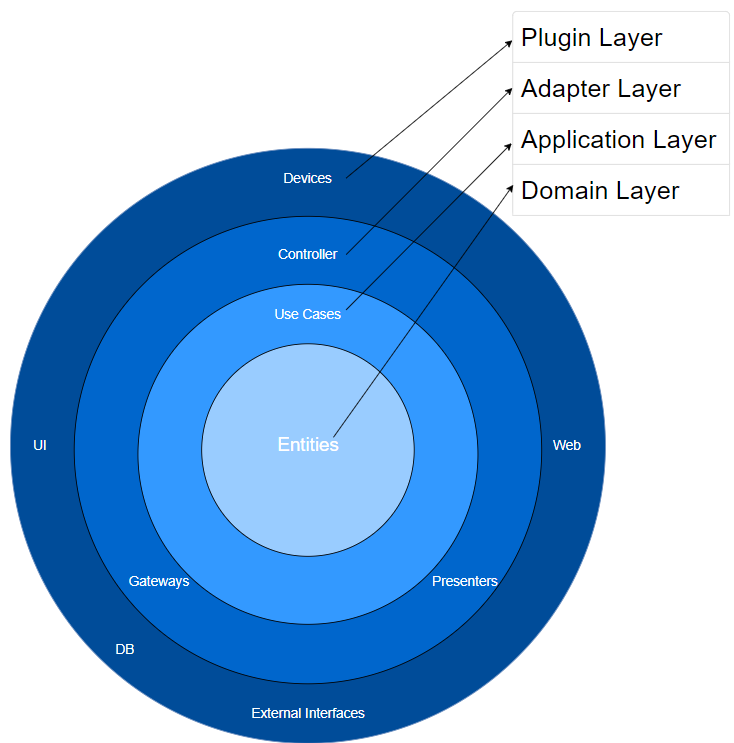 Plugin Layer
Adapter Layer
Application Layer
Domain Layer
Devices
Controller
Use Cases
Entities
UI
Web
Gateways
Presenters
DB
External Interfaces